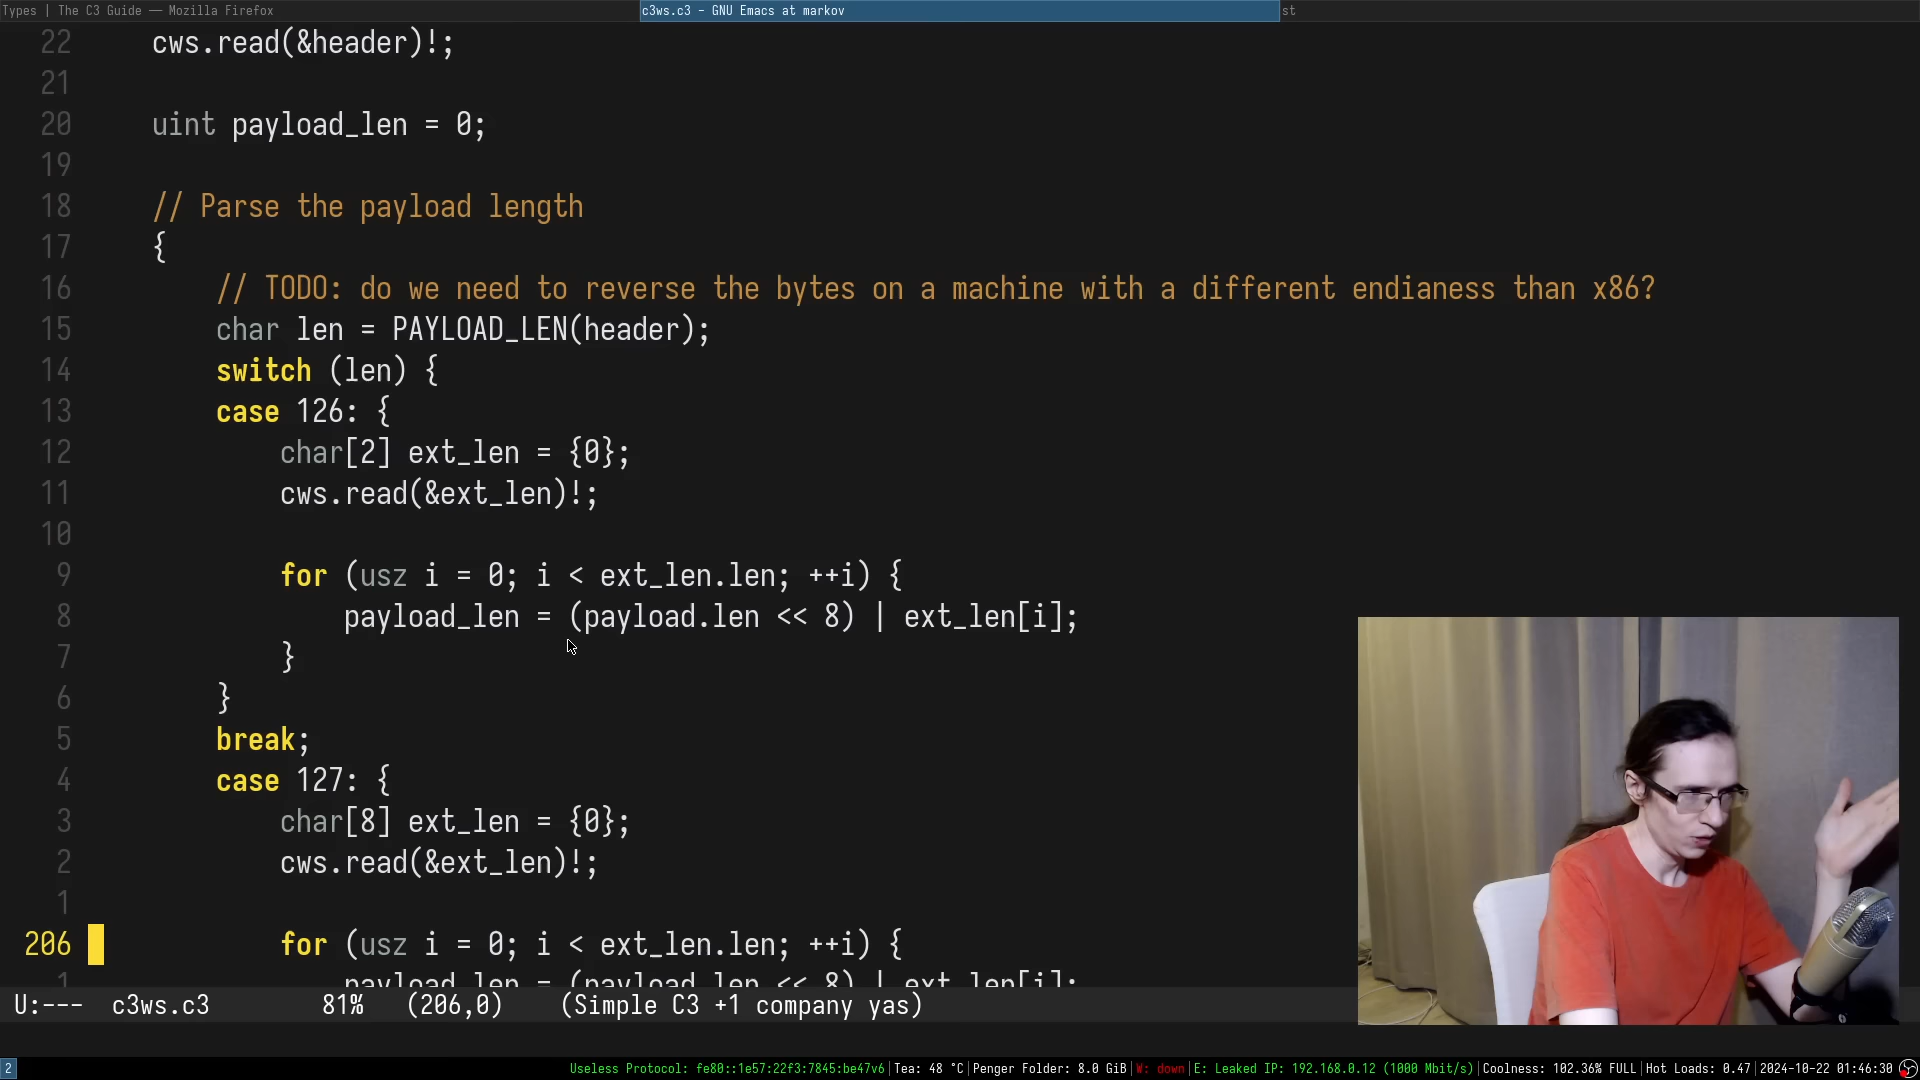 Types | The C3 Guide — Mozilla Firefox
c3ws.c3 - GNU Emacs at markov
st
22 cws.read(&header)!;
21
20 uint payload_len = 0;
19
18 // Parse the payload length
17 {
16 // TODO: do we need to reverse the bytes on a machine with a different endianess than x86?
15 char len = PAYLOAD_LEN(header);
14 switch (len) {
13 case 126: {
12 char[2] ext_len = {0};
11 cws.read(&ext_len)!;
10
9 for (usz i = 0; i < ext_len.len; ++i) {
8 payload_len = (payload.len << 8) | ext_len[i];
7 }
6 }
5 break;
4 case 127: {
3 char[8] ext_len = {0};
2 cws.read(&ext_len)!;
1
206 for (usz i = 0; i < ext_len.len; ++i) {
1 payload_len = (payload.len << 8) | ext_len[i];
U:--- c3ws.c3 81% (206,0) (Simple C3 +1 company yas)
2
Useless Protocol: fe80::1e57:22f3:7845:be47v6|Tea: 48 °C|Penger Folder: 8.0 GiB|W: down|E: Leaked IP: 192.168.0.12 (1000 Mbit/s)|Coolness: 102.36% FULL|Hot Loads: 0.47|2024-10-22 01:46:30